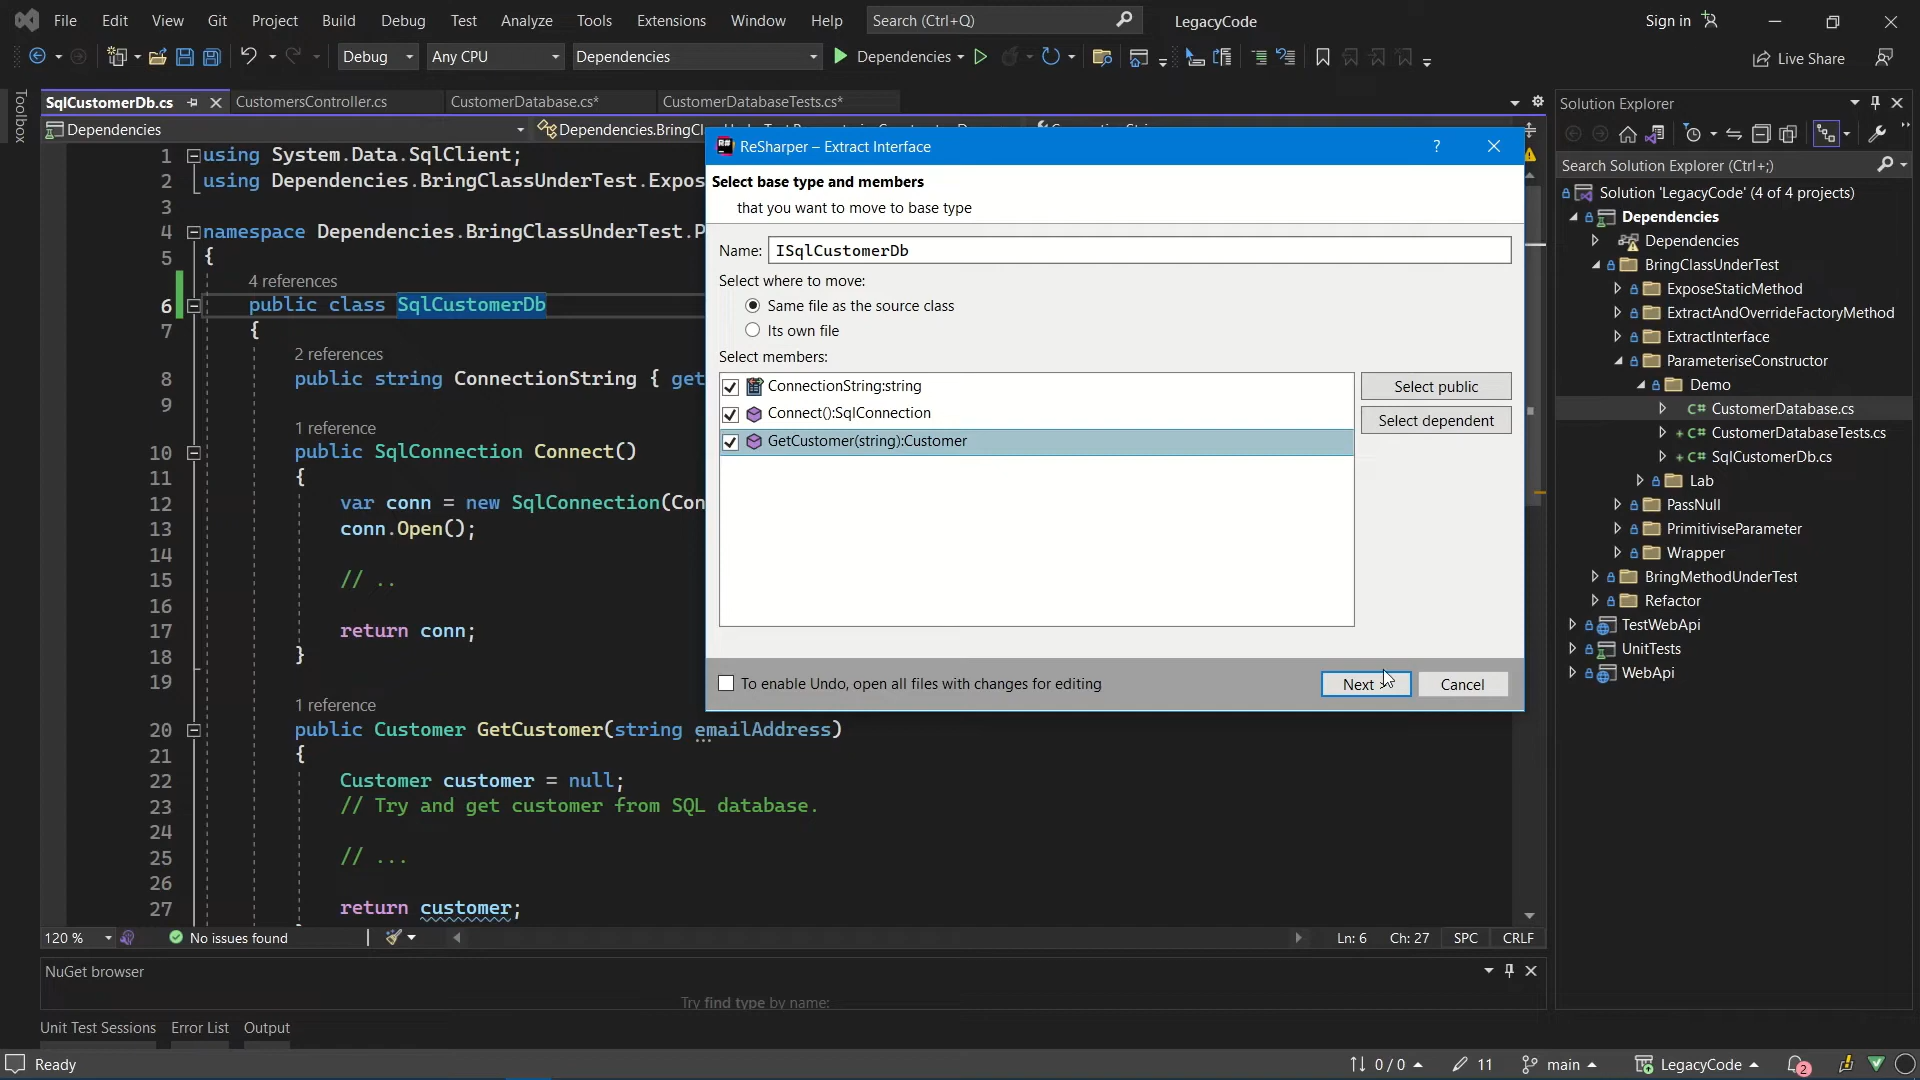 File Edit View Git Project Build Debug Test Analyze Tools Extensions Window Help Search (Ctrl+Q) LegacyCode Sign in
Debug Any CPU Dependencies Dependencies Live Share
Toolbox
SqlCustomerDb.cs CustomersController.cs CustomerDatabase.cs* CustomerDatabaseTests.cs*
Dependencies Dependencies.BringCl
1 using System.Data.SqlClient;
2 using Dependencies.BringClassUnderTest.Expos
3
4 namespace Dependencies.BringClassUnderTest.P
5 {
4 references
6 public class SqlCustomerDb
7 {
2 references
8 public string ConnectionString { get
9
1 reference
10 public SqlConnection Connect()
11 {
12 var conn = new SqlConnection(Con
13 conn.Open();
14
15 // ..
16
17 return conn;
18 }
19
1 reference
20 public Customer GetCustomer(string emailAddress)
21 {
22 Customer customer = null;
23 // Try and get customer from SQL database.
24
25 // ...
26
27 return customer;
120 % No issues found Ln: 6 Ch: 27 SPC CRLF
NuGet browser
Try find type by name:
Unit Test Sessions Error List Output
Ready 0 / 0 11 main LegacyCode 2
R# ReSharper – Extract Interface ?
Select base type and members
that you want to move to base type
Name: ISqlCustomerDb
Select where to move:
Same file as the source class
Its own file
Select members:
ConnectionString:string
Connect():SqlConnection
GetCustomer(string):Customer
Select public
Select dependent
To enable Undo, open all files with changes for editing
Next
Cancel
Solution Explorer
Search Solution Explorer (Ctrl+;)
Solution 'LegacyCode' (4 of 4 projects)
Dependencies
Dependencies
BringClassUnderTest
ExposeStaticMethod
ExtractAndOverrideFactoryMethod
ExtractInterface
ParameteriseConstructor
Demo
C# CustomerDatabase.cs
+ C# CustomerDatabaseTests.cs
+ C# SqlCustomerDb.cs
Lab
PassNull
PrimitiviseParameter
Wrapper
BringMethodUnderTest
Refactor
TestWebApi
UnitTests
WebApi